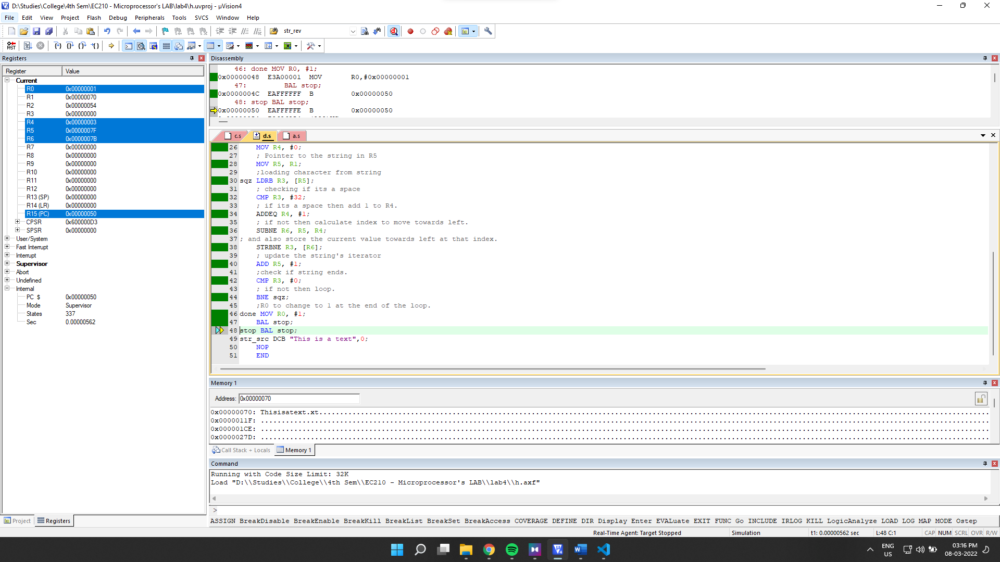 D:\Studies\College\4th Sem\EC210 - Microprocessor's LAB\lab4\h.uvproj - µVision4
File Edit View Project Flash Debug Peripherals Tools SVCS Window Help
str_rev
RST
Registers
Register Value
Current
R0 0x00000001
R1 0x00000070
R2 0x00000054
R3 0x00000000
R4 0x00000003
R5 0x0000007F
R6 0x0000007B
R7 0x00000000
R8 0x00000000
R9 0x00000000
R10 0x00000000
R11 0x00000000
R12 0x00000000
R13 (SP) 0x00000000
R14 (LR) 0x00000000
R15 (PC) 0x00000050
CPSR 0x600000D3
SPSR 0x00000000
User/System
Fast Interrupt
Interrupt
Supervisor
Abort
Undefined
Internal
PC $ 0x00000050
Mode Supervisor
States 337
Sec 0.00000562
Project Registers
Disassembly
46: done MOV R0, #1;
0x00000048 E3A00001 MOV R0,#0x00000001
47: BAL stop;
0x0000004C EAFFFFFF B 0x00000050
48: stop BAL stop;
0x00000050 EAFFFFFE B 0x00000050
c.s d.s a.s
26 MOV R4, #0;
27 ; Pointer to the string in R5
28 MOV R5, R1;
29 ;loading character from string
30 sqz LDRB R3, [R5];
31 ; checking if its a space
32 CMP R3, #32;
33 ; if its a space then add 1 to R4.
34 ADDEQ R4, #1;
35 ; if not then calculate index to move towards left.
36 SUBNE R6, R5, R4;
37 ; and also store the current value towards left at that index.
38 STRBNE R3, [R6];
39 ; update the string's iterator
40 ADD R5, #1;
41 ;check if string ends.
42 CMP R3, #0;
43 ; if not then loop.
44 BNE sqz;
45 ;R0 to change to 1 at the end of the loop.
46 done MOV R0, #1;
47 BAL stop;
48 stop BAL stop;
49 str_src DCB "This is a text",0;
50 NOP
51 END
Memory 1
Address: 0x00000070
0x00000070: Thisisatext.xt...............
0x0000011F: ...............
0x000001CE: ...............
0x0000027D: ...............
Call Stack + Locals Memory 1
Command
Running with Code Size Limit: 32K
Load "D:\\Studies\\College\\4th Sem\\EC210 - Microprocessor's LAB\\lab4\\h.axf"
>
ASSIGN BreakDisable BreakEnable BreakKill BreakList BreakSet BreakAccess COVERAGE DEFINE DIR Display Enter EVALuate EXIT FUNC Go INCLUDE IRLOG KILL LogicAnalyze LOAD LOG MAP MODE Ostep
Real-Time Agent: Target Stopped Simulation t1: 0.00000562 sec L:48 C:1 CAP NUM SCRL OVR R/W
ENG
US
03:16 PM
08-03-2022